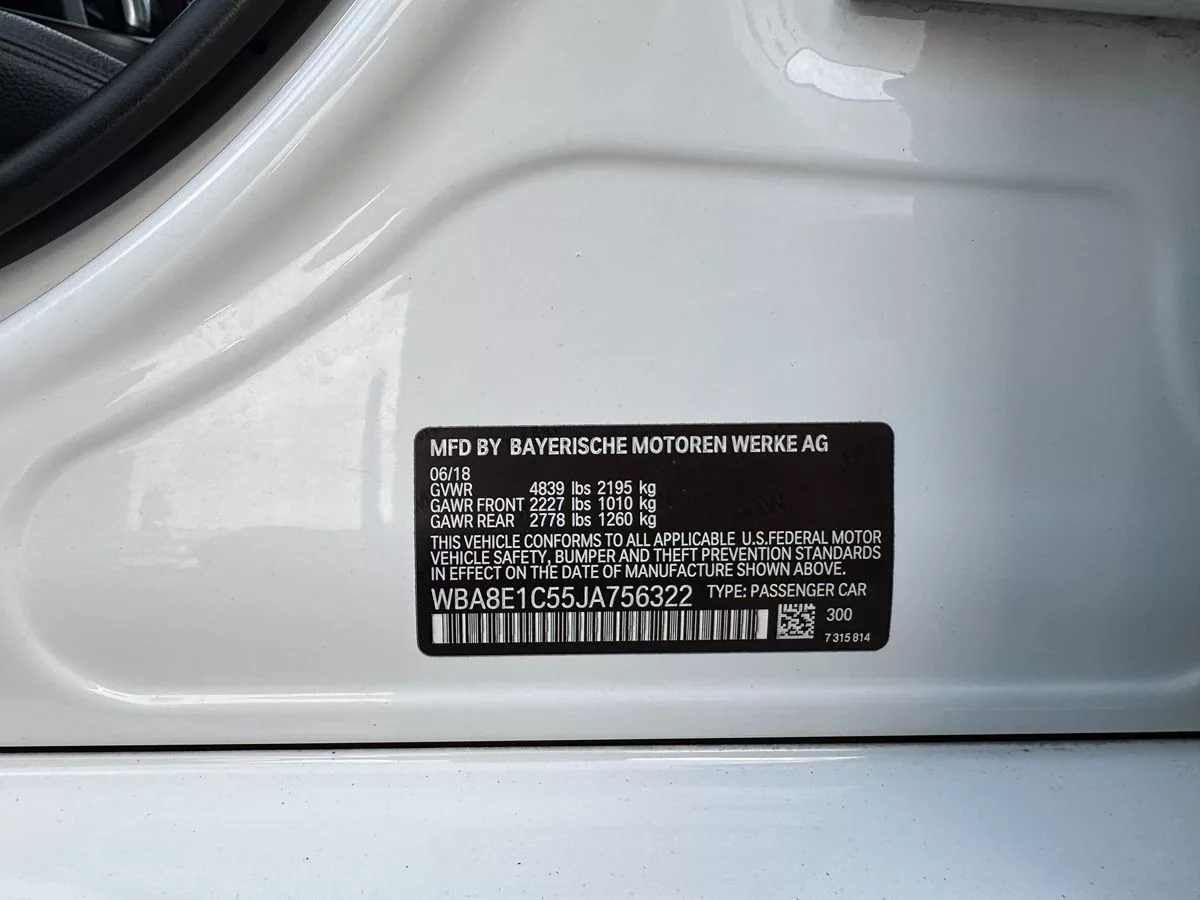 MFD BY BAYERISCHE MOTOREN WERKE AG
06/18
GVWR 4839 lbs 2195 kg
GAWR FRONT 2227 lbs 1010 kg
GAWR REAR 2778 lbs 1260 kg
THIS VEHICLE CONFORMS TO ALL APPLICABLE U.S.FEDERAL MOTOR
VEHICLE SAFETY, BUMPER AND THEFT PREVENTION STANDARDS
IN EFFECT ON THE DATE OF MANUFACTURE SHOWN ABOVE.
WBA8E1C55JA756322 TYPE: PASSENGER CAR
300
7 315 814